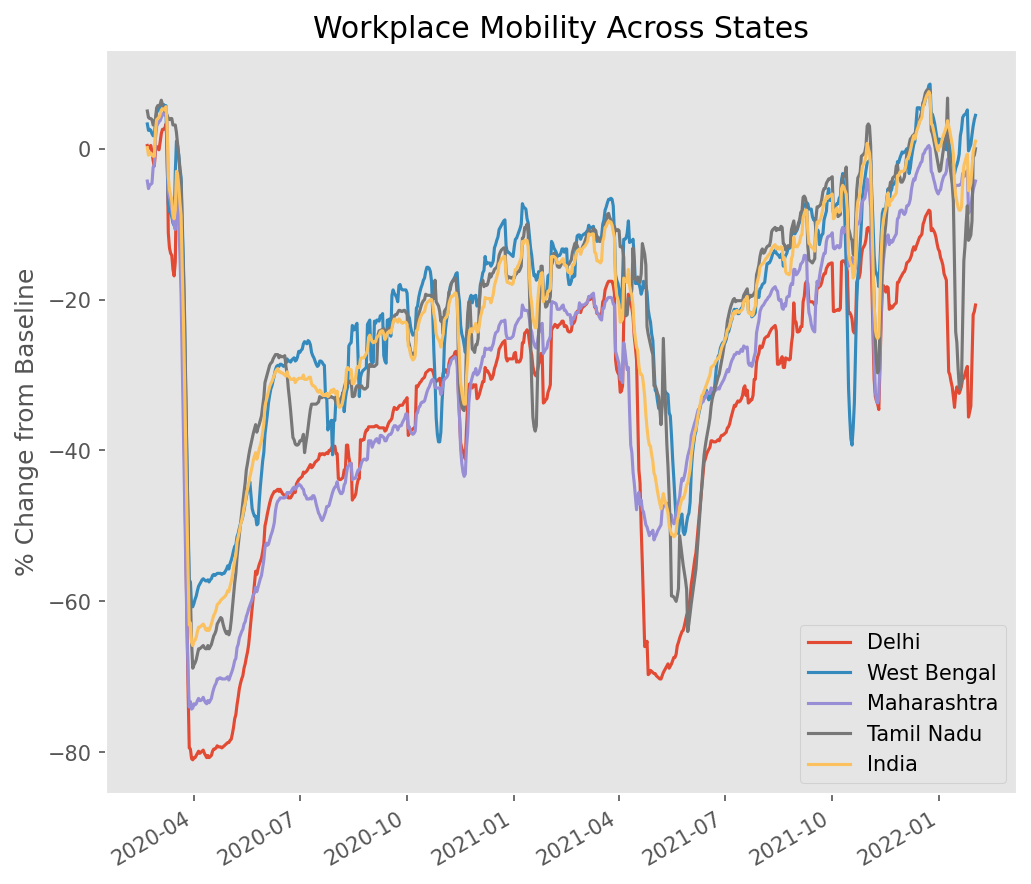 Workplace Mobility Across States
% Change from Baseline
0
−20
−40
−60
−80
2020-04
2020-07
2020-10
2021-01
2021-04
2021-07
2021-10
2022-01
Delhi
West Bengal
Maharashtra
Tamil Nadu
India